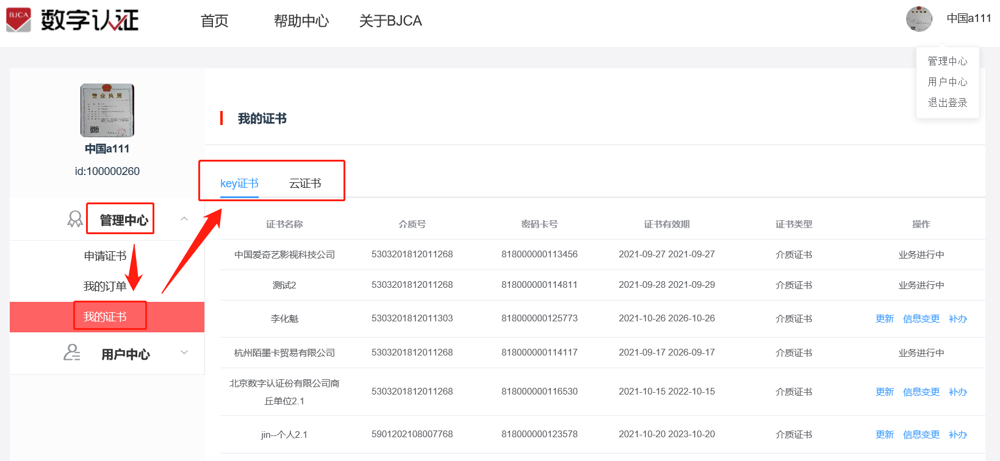 BJCA
数字认证
首页
帮助中心
关于BJCA
中国a111
管理中心
用户中心
退出登录
营业执照
中国a111
id:100000260
管理中心
申请证书
我的订单
我的证书
用户中心
我的证书
key证书
云证书
证书名称 介质号 密码卡号 证书有效期 证书类型 操作
中国爱奇艺影视科技公司 5303201812011268 818000000113456 2021-09-27 2021-09-27 介质证书 业务进行中
测试2 5303201812011268 818000000114811 2021-09-28 2021-09-29 介质证书 业务进行中
李化魁 5303201812011303 818000000125773 2021-10-26 2026-10-26 介质证书 更新 信息变更 补办
杭州陌墨卡贸易有限公司 5303201812011268 818000000114117 2021-09-17 2026-09-17 介质证书 业务进行中
北京数字认证份有限公司商
丘单位2.1 5303201812011268 818000000116530 2021-10-15 2022-10-15 介质证书 更新 信息变更 补办
jin--个人2.1 5901202108007768 818000000123578 2021-10-20 2023-10-20 介质证书 更新 信息变更 补办